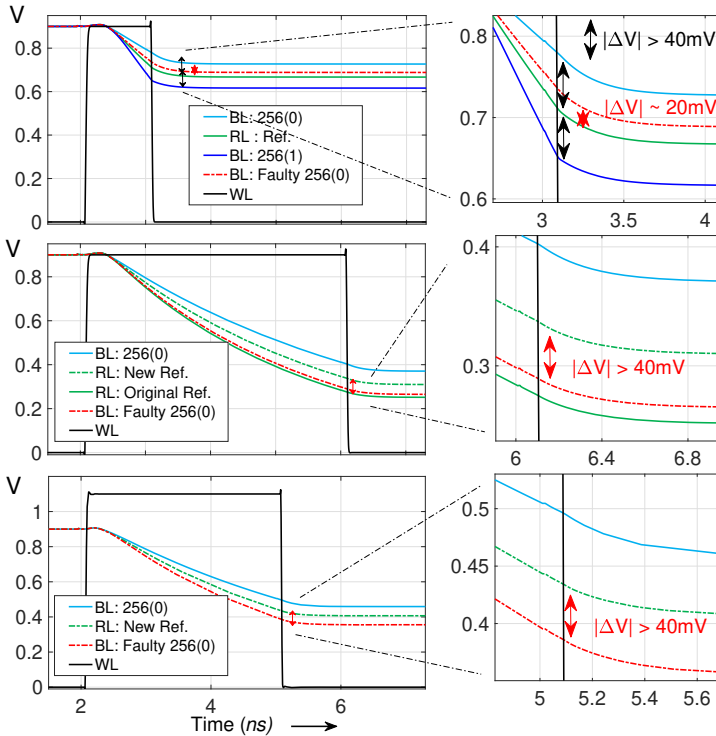 V
0.8
0.6
0.4
0.2
0
BL: 256(0)
RL : Ref.
BL: 256(1)
BL: Faulty 256(0)
WL
0.8
0.7
0.6
3
3.5
4
|ΔV| > 40mV
|ΔV| ~ 20mV
V
0.8
0.6
0.4
0.2
0
BL: 256(0)
RL: New Ref.
RL: Original Ref.
BL: Faulty 256(0)
WL
0.4
0.3
6
6.4
6.8
|ΔV| > 40mV
V
1
0.8
0.6
0.4
0.2
0
BL: 256(0)
RL: New Ref.
BL: Faulty 256(0)
WL
2
4
6
Time (ns)
0.5
0.45
0.4
5
5.2
5.4
5.6
|ΔV| > 40mV